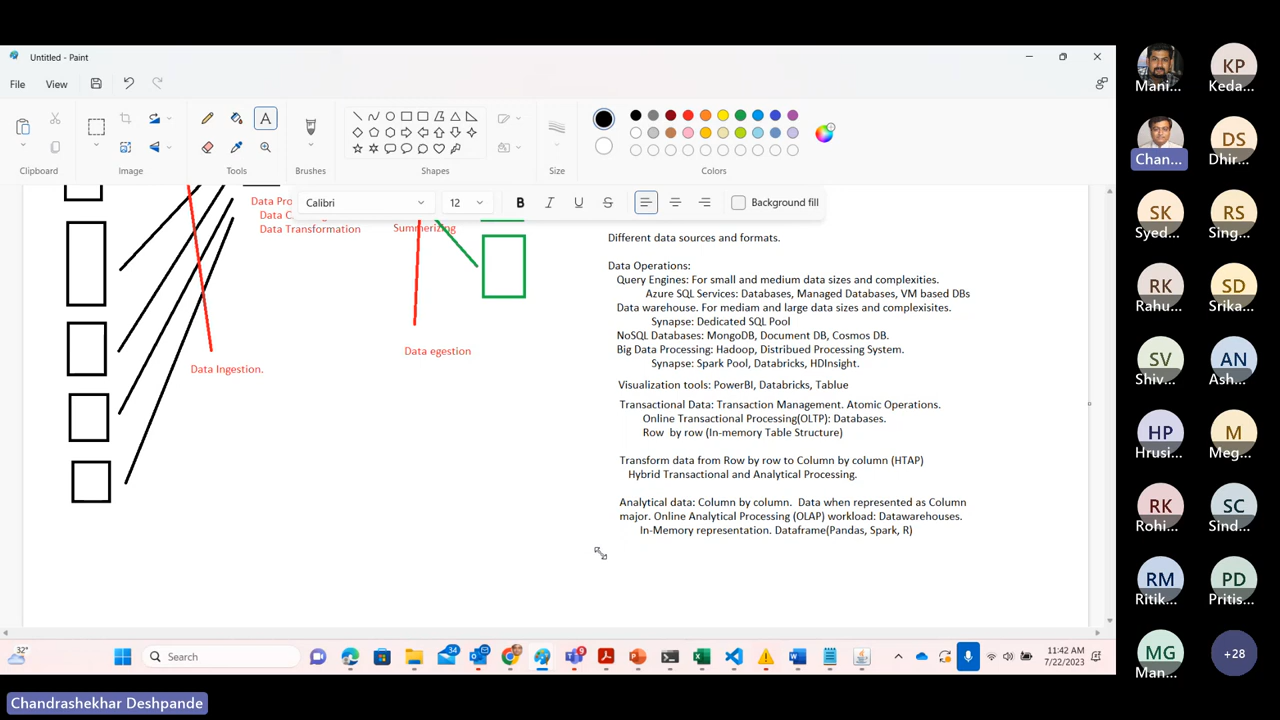 Untitled - Paint
File
View
Clipboard
Image
Tools
Brushes
Shapes
Size
Colors
Calibri
12
B
I
U
S
Background fill
Data Pro
Data C
Data Transformation
Summerizing
Data Ingestion.
Data egestion
Different data sources and formats.
Data Operations:
Query Engines: For small and medium data sizes and complexities.
Azure SQL Services: Databases, Managed Databases, VM based DBs
Data warehouse. For mediam and large data sizes and complexisites.
Synapse: Dedicated SQL Pool
NoSQL Databases: MongoDB, Document DB, Cosmos DB.
Big Data Processing: Hadoop, Distribued Processing System.
Synapse: Spark Pool, Databricks, HDInsight.
Visualization tools: PowerBI, Databricks, Tablue
Transactional Data: Transaction Management. Atomic Operations.
Online Transactional Processing(OLTP): Databases.
Row by row (In-memory Table Structure)
Transform data from Row by row to Column by column (HTAP)
Hybrid Transactional and Analytical Processing.
Analytical data: Column by column. Data when represented as Column
major. Online Analytical Processing (OLAP) workload: Datawarehouses.
In-Memory representation. Dataframe(Pandas, Spark, R)
32°
Search
34
9
11:42 AM
7/22/2023
Chandrashekhar Deshpande
Mani...
KP
Keda...
Chan...
DS
Dhir...
SK
Syed...
RS
Sing...
RK
Rahu...
SD
Srika...
SV
Shiv...
AN
Ash...
HP
Hrusi...
M
Meg...
RK
Rohi...
SC
Sind...
RM
Ritik...
PD
Pritis...
MG
Man...
+28